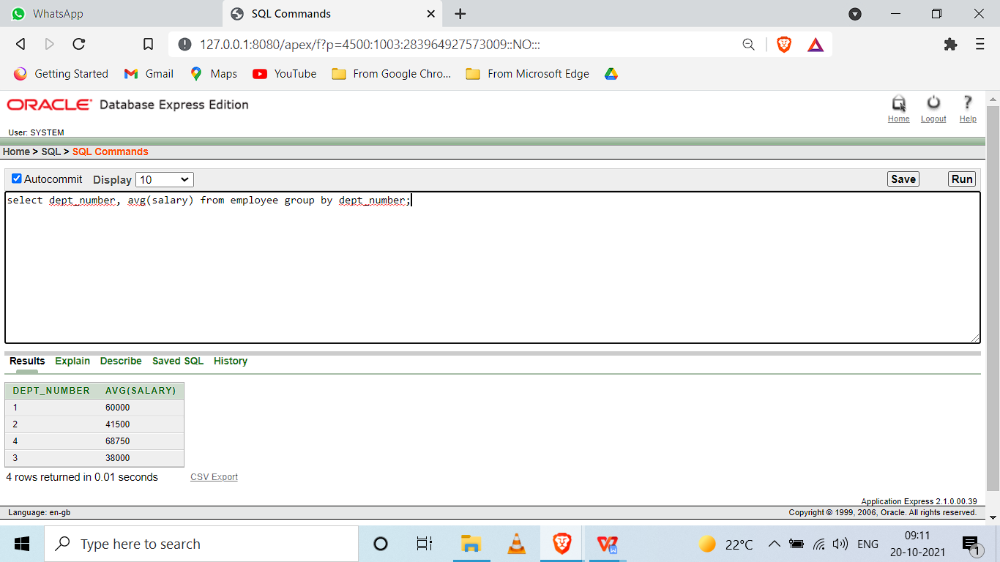 WhatsApp
SQL Commands
127.0.0.1:8080/apex/f?p=4500:1003:283964927573009::NO:::
Getting Started Gmail Maps YouTube From Google Chro... From Microsoft Edge
ORACLE Database Express Edition
Home Logout Help
User: SYSTEM
Home > SQL > SQL Commands
Autocommit Display 10 Save Run
select dept_number, avg(salary) from employee group by dept_number;
Results Explain Describe Saved SQL History
DEPT_NUMBER AVG(SALARY)
1 60000
2 41500
4 68750
3 38000
4 rows returned in 0.01 seconds CSV Export
Application Express 2.1.0.00.39
Language: en-gb Copyright © 1999, 2006, Oracle. All rights reserved.
Type here to search 22°C ENG 09:11
20-10-2021 1